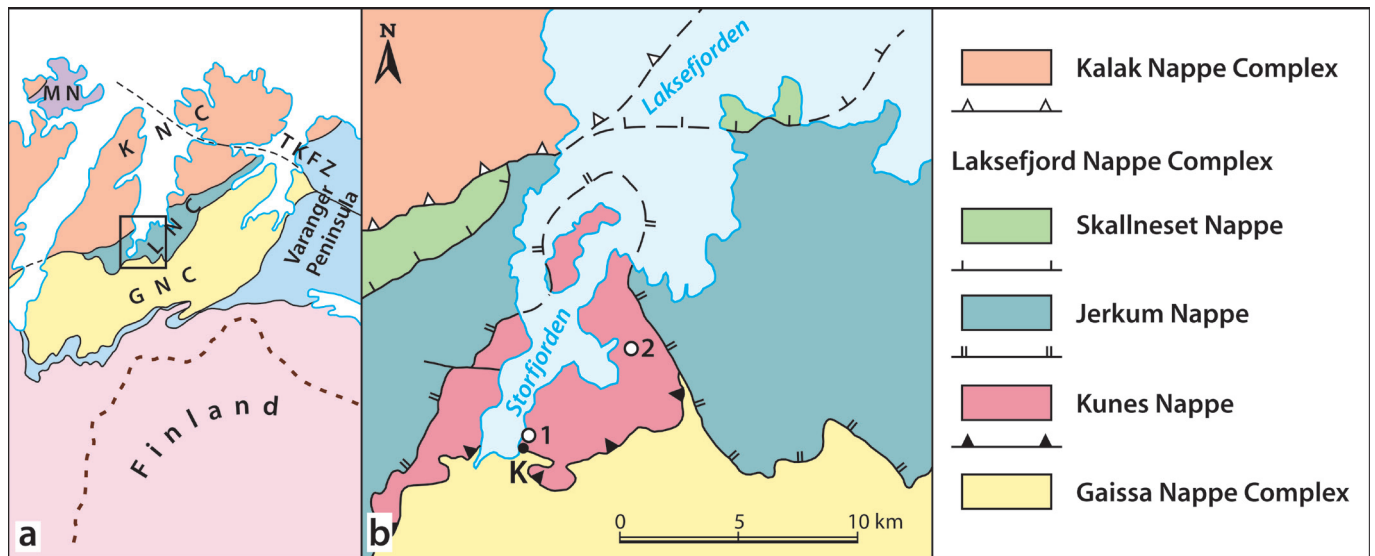 M N
K N C
T K F Z
L N C
G N C
Varanger
Peninsula
Finland
a
N
Laksefjorden
Storfjorden
2
1
K
b
0 5 10 km
Kalak Nappe Complex
Laksefjord Nappe Complex
Skallneset Nappe
Jerkum Nappe
Kunes Nappe
Gaissa Nappe Complex